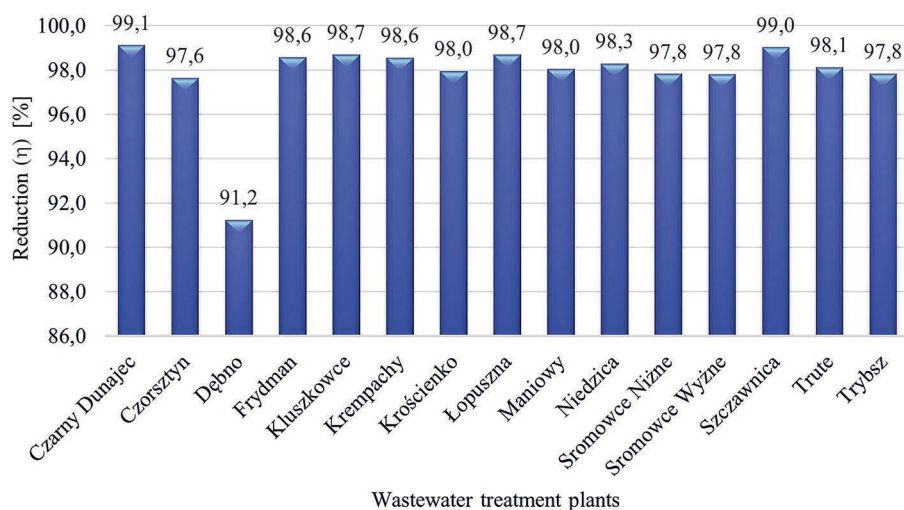 Reduction (η) [%]
100,0
98,0
96,0
94,0
92,0
90,0
88,0
86,0
99,1
97,6
91,2
98,6
98,7
98,6
98,0
98,7
98,0
98,3
97,8
97,8
99,0
98,1
97,8
Czarny Dunajec
Czorsztyn
Dębno
Frydman
Kluszkowce
Krempachy
Krościenko
Łopuszna
Maniowy
Niedzica
Sromowce Niżne
Sromowce Wyżne
Szczawnica
Trute
Trybsz
Wastewater treatment plants